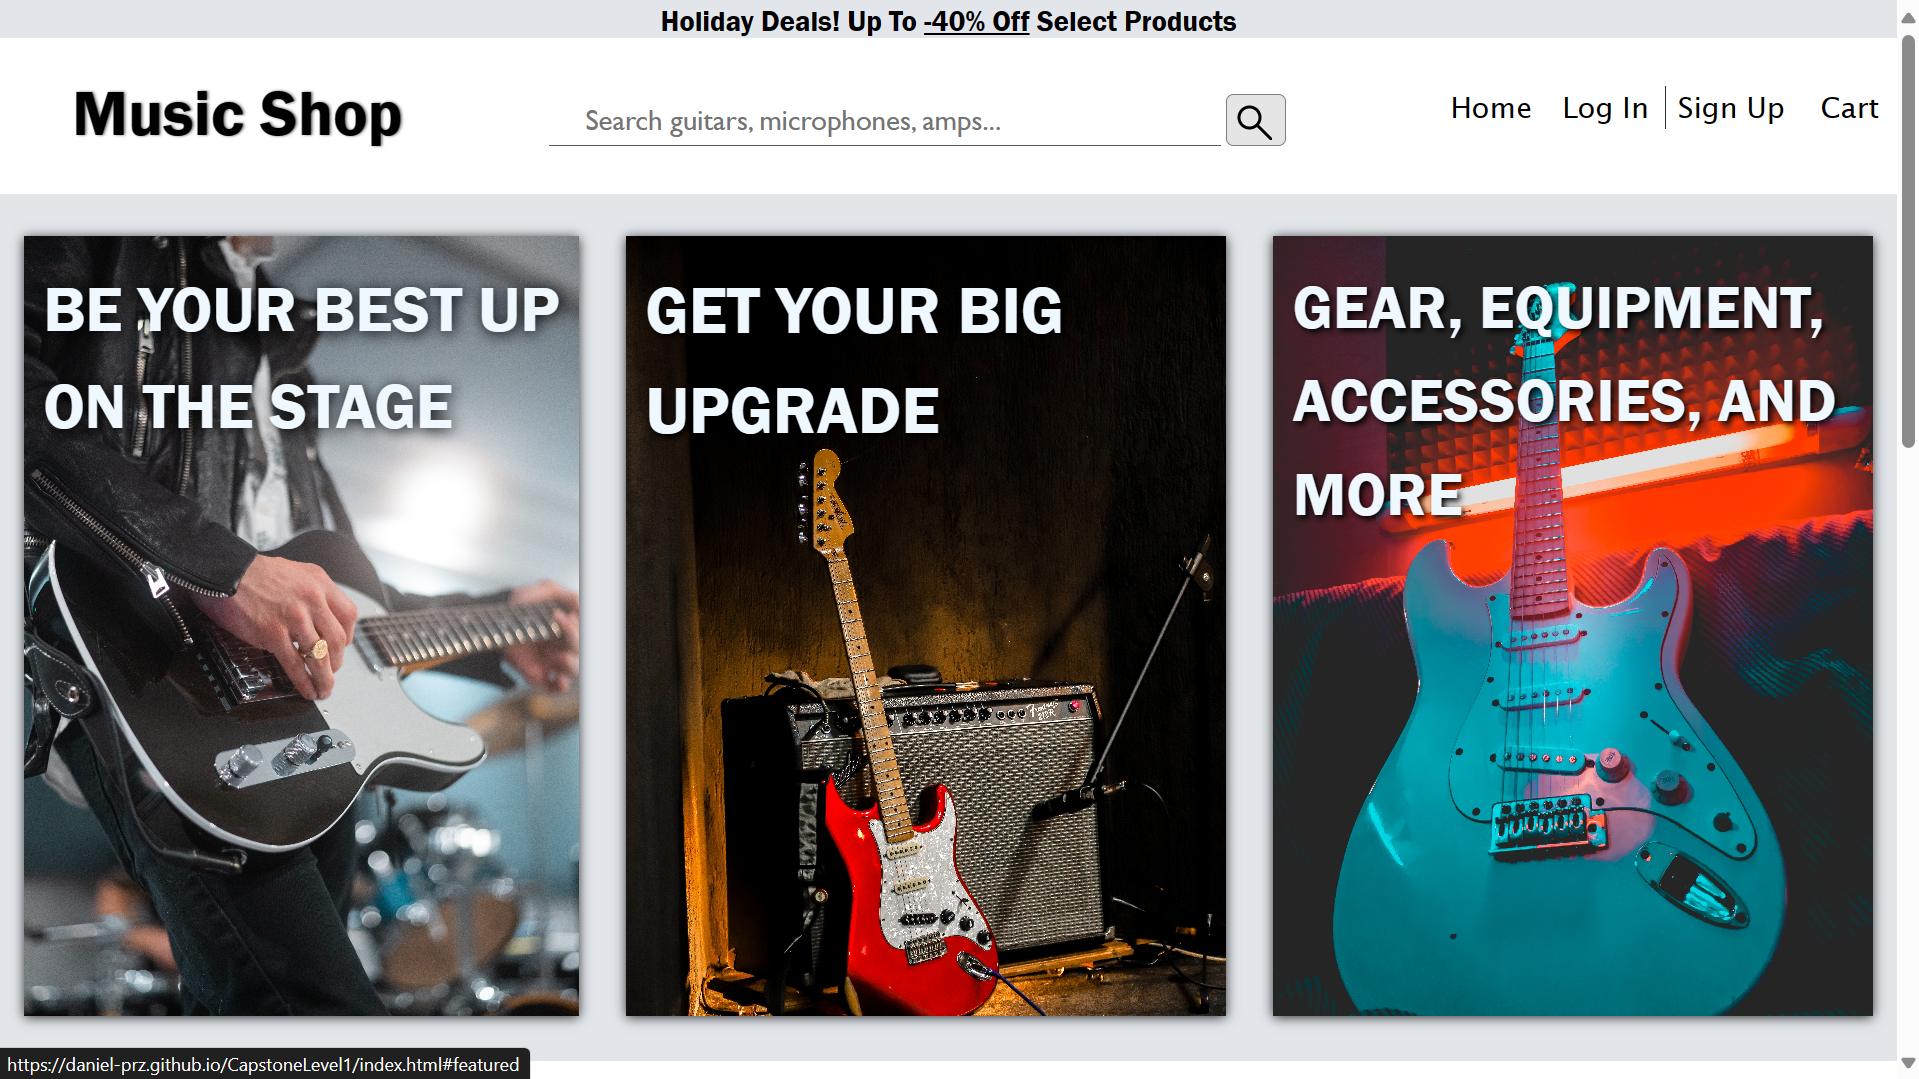 Holiday Deals! Up To -40% Off Select Products
Music Shop
Search guitars, microphones, amps...
Home Log In Sign Up Cart
BE YOUR BEST UP
ON THE STAGE
GET YOUR BIG
UPGRADE
GEAR, EQUIPMENT,
ACCESSORIES, AND
MORE
https://daniel-prz.github.io/CapstoneLevel1/index.html#featured